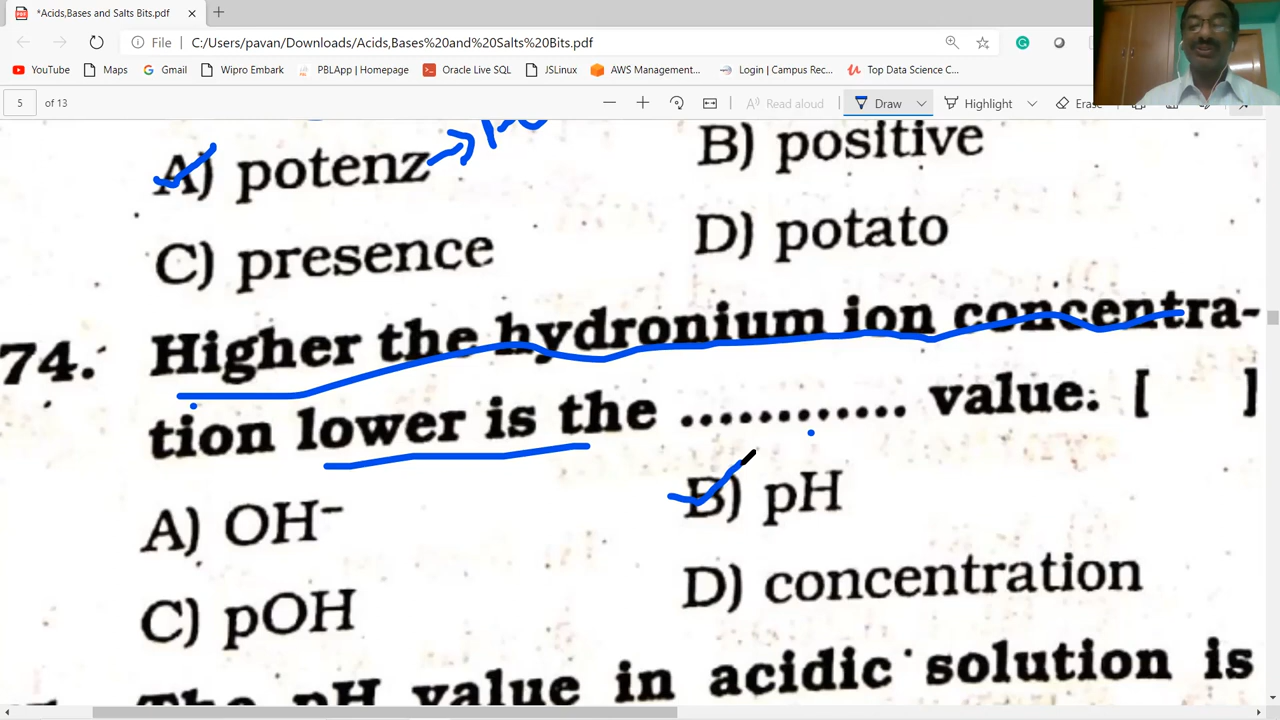 *Acids,Bases and Salts Bits.pdf
File | C:/Users/pavan/Downloads/Acids,Bases%20and%20Salts%20Bits.pdf
YouTube Maps Gmail Wipro Embark PBLApp | Homepage Oracle Live SQL JSLinux AWS Management... Login | Campus Rec... Top Data Science C...
5 of 13 Read aloud Draw Highlight
A) potenz B) positive
C) presence D) potato
74. Higher the hydronium ion concentra-
tion lower is the ............ value. [ ]
A) OH⁻ B) pH
C) pOH D) concentration
The pH value in acidic solution is